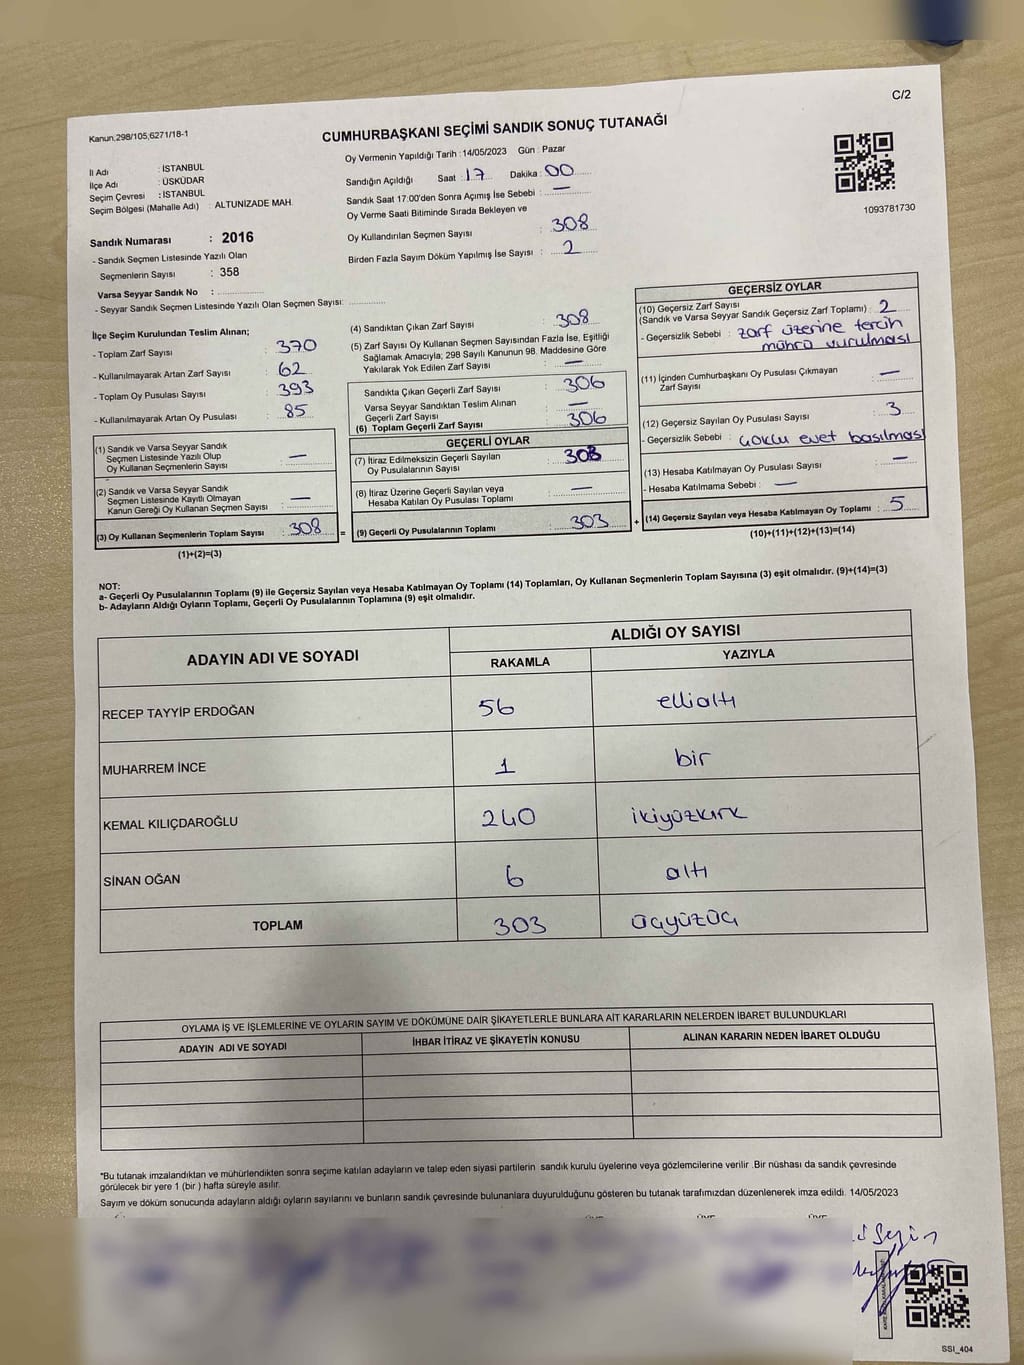 C/2
Kanun:298/105,6271/18-1
CUMHURBAŞKANI SEÇİMİ SANDIK SONUÇ TUTANAĞI
İl Adı : İSTANBUL
İlçe Adı : ÜSKÜDAR
Seçim Çevresi : İSTANBUL
Seçim Bölgesi (Mahalle Adı) : ALTUNİZADE MAH.
Oy Vermenin Yapıldığı Tarih : 14/05/2023 Gün : Pazar
Sandığın Açıldığı Saat : 17 Dakika : 00
Sandık Saat 17:00'den Sonra Açımış İse Sebebi : —
Oy Verme Saati Bitiminde Sırada Bekleyen ve
Oy Kullandırılan Seçmen Sayısı : 308
Birden Fazla Sayım Döküm Yapılmış İse Sayısı : 2
1093781730
Sandık Numarası : 2016
- Sandık Seçmen Listesinde Yazılı Olan
Seçmenlerin Sayısı : 358
Varsa Seyyar Sandık No :
- Seyyar Sandık Seçmen Listesinde Yazılı Olan Seçmen Sayısı:
İlçe Seçim Kurulundan Teslim Alınan;
- Toplam Zarf Sayısı : 370
- Kullanılmayarak Artan Zarf Sayısı : 62
- Toplam Oy Pusulası Sayısı : 393
- Kullanılmayarak Artan Oy Pusulası : 85
(1) Sandık ve Varsa Seyyar Sandık
Seçmen Listesinde Yazılı Olup
Oy Kullanan Seçmenlerin Sayısı : —
(2) Sandık ve Varsa Seyyar Sandık
Seçmen Listesinde Kayıtlı Olmayan
Kanun Gereği Oy Kullanan Seçmen Sayısı : —
(3) Oy Kullanan Seçmenlerin Toplam Sayısı : 308 =
(1)+(2)=(3)
(4) Sandıktan Çıkan Zarf Sayısı : 308
(5) Zarf Sayısı Oy Kullanan Seçmen Sayısından Fazla İse, Eşitliği
Sağlamak Amacıyla; 298 Sayılı Kanunun 98. Maddesine Göre
Yakılarak Yok Edilen Zarf Sayısı : —
Sandıkta Çıkan Geçerli Zarf Sayısı : 306
Varsa Seyyar Sandıktan Teslim Alınan
Geçerli Zarf Sayısı : —
(6) Toplam Geçerli Zarf Sayısı : 306
GEÇERLİ OYLAR
(7) İtiraz Edilmeksizin Geçerli Sayılan
Oy Pusulalarının Sayısı : 303
(8) İtiraz Üzerine Geçerli Sayılan veya
Hesaba Katılan Oy Pusulası Toplamı : —
(9) Geçerli Oy Pusulalarının Toplamı : 303 +
GEÇERSİZ OYLAR
(10) Geçersiz Zarf Sayısı
(Sandık ve Varsa Seyyar Sandık Geçersiz Zarf Toplamı) : 2
- Geçersizlik Sebebi : zarf üzerine tercih
mührü vurulması
(11) İçinden Cumhurbaşkanı Oy Pusulası Çıkmayan
Zarf Sayısı : —
(12) Geçersiz Sayılan Oy Pusulası Sayısı : 3
- Geçersizlik Sebebi : çoklu evet basılması
(13) Hesaba Katılmayan Oy Pusulası Sayısı : —
- Hesaba Katılmama Sebebi : —
(14) Geçersiz Sayılan veya Hesaba Katılmayan Oy Toplamı : 5
(10)+(11)+(12)+(13)=(14)
NOT:
a- Geçerli Oy Pusulalarının Toplamı (9) ile Geçersiz Sayılan veya Hesaba Katılmayan Oy Toplamı (14) Toplamları, Oy Kullanan Seçmenlerin Toplam Sayısına (3) eşit olmalıdır. (9)+(14)=(3)
b- Adayların Aldığı Oyların Toplamı, Geçerli Oy Pusulalarının Toplamına (9) eşit olmalıdır.
ADAYIN ADI VE SOYADI ALDIĞI OY SAYISI
RAKAMLA YAZIYLA
RECEP TAYYİP ERDOĞAN 56 ellialtı
MUHARREM İNCE 1 bir
KEMAL KILIÇDAROĞLU 240 ikiyüzkırk
SİNAN OĞAN 6 altı
TOPLAM 303 üçyüzüç
OYLAMA İŞ VE İŞLEMLERİNE VE OYLARIN SAYIM VE DÖKÜMÜNE DAİR ŞİKAYETLERLE BUNLARA AİT KARARLARIN NELERDEN İBARET BULUNDUKLARI
ADAYIN ADI VE SOYADI İHBAR İTİRAZ VE ŞİKAYETİN KONUSU ALINAN KARARIN NEDEN İBARET OLDUĞU
*Bu tutanak imzalandıktan ve mühürlendikten sonra seçime katılan adayların ve talep eden siyasi partilerin sandık kurulu üyelerine veya gözlemcilerine verilir .Bir nüshası da sandık çevresinde
görülecek bir yere 1 (bir ) hafta süreyle asılır.
Sayım ve döküm sonucunda adayların aldığı oyların sayılarını ve bunların sandık çevresinde bulunanlara duyurulduğunu gösteren bu tutanak tarafımızdan düzenlenerek imza edildi. 14/05/2023
SSI_404